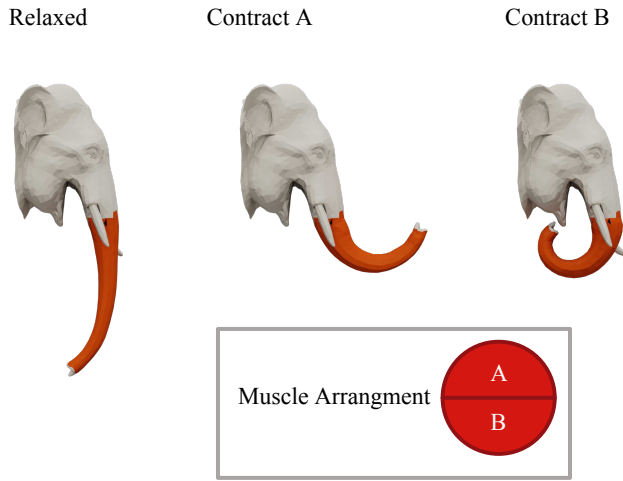 Relaxed
Contract A
Contract B
Muscle Arrangment
A
B